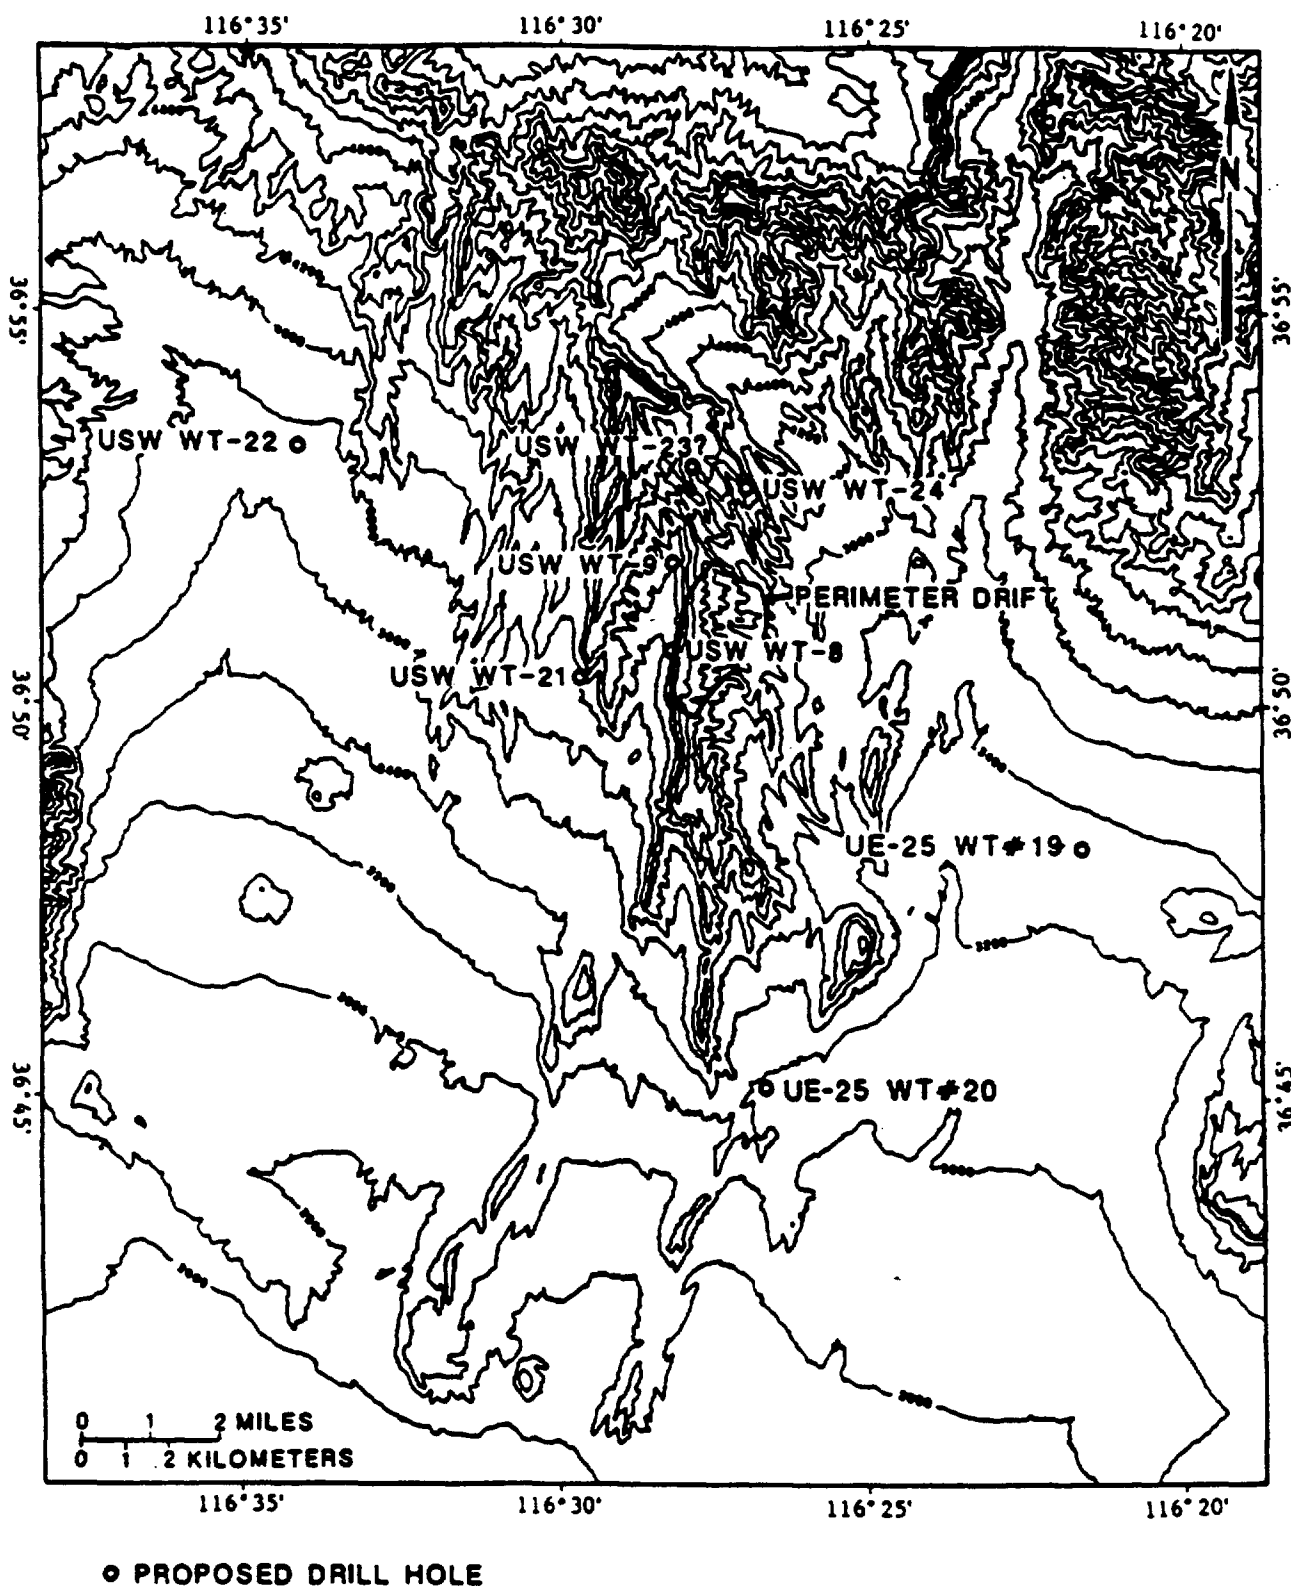 116°35' 116°30' 116°25' 116°20'
N
36°55' 36°55'
USW WT-22
USW WT-23?
USW WT-24
USW WT-9
PERIMETER DRIFT
USW WT-8
USW WT-21
36°50' 36°50'
UE-25 WT#19
3200
3200
36°45' 36°45'
UE-25 WT#20
0 1 2 MILES
0 1 2 KILOMETERS
116°35' 116°30' 116°25' 116°20'
PROPOSED DRILL HOLE